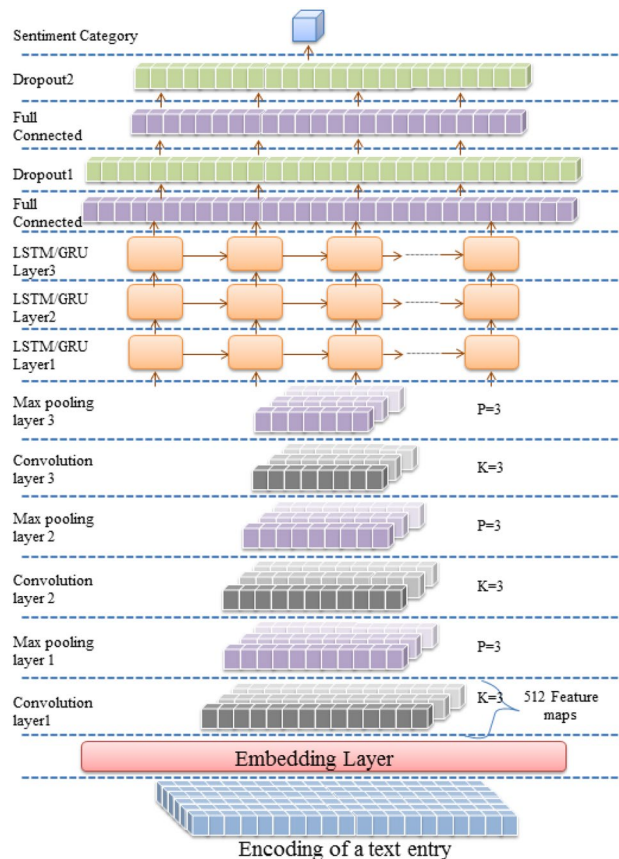 Sentiment Category
Dropout2
Full
Connected
Dropout1
Full
Connected
LSTM/GRU
Layer3
LSTM/GRU
Layer2
LSTM/GRU
Layer1
Max pooling
layer 3
P=3
Convolution
layer 3
K=3
Max pooling
layer 2
P=3
Convolution
layer 2
K=3
Max pooling
layer 1
P=3
Convolution
layer1
K=3
512 Feature
maps
Embedding Layer
Encoding of a text entry